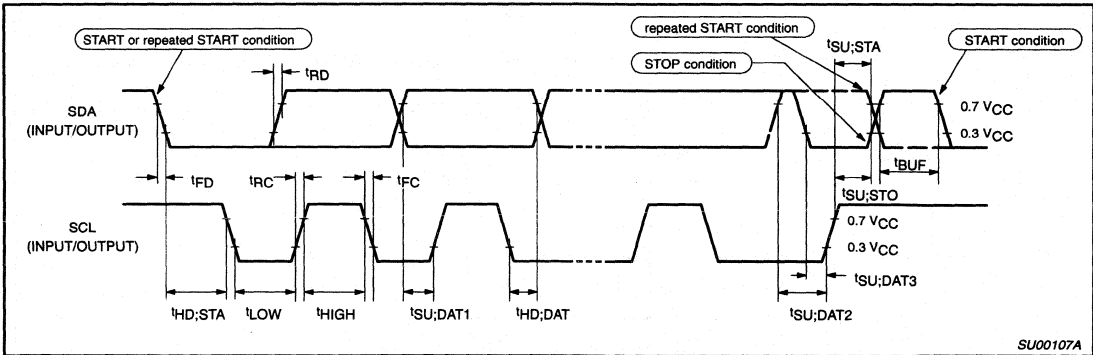 START or repeated START condition
repeated START condition
tSU;STA
START condition
STOP condition
tRD
SDA
(INPUT/OUTPUT)
0.7 VCC
0.3 VCC
tFD
tRC
tFC
tBUF
tSU;STO
SCL
(INPUT/OUTPUT)
0.7 VCC
0.3 VCC
tSU;DAT3
tHD;STA
tLOW
tHIGH
tSU;DAT1
tHD;DAT
tSU;DAT2
SU00107A